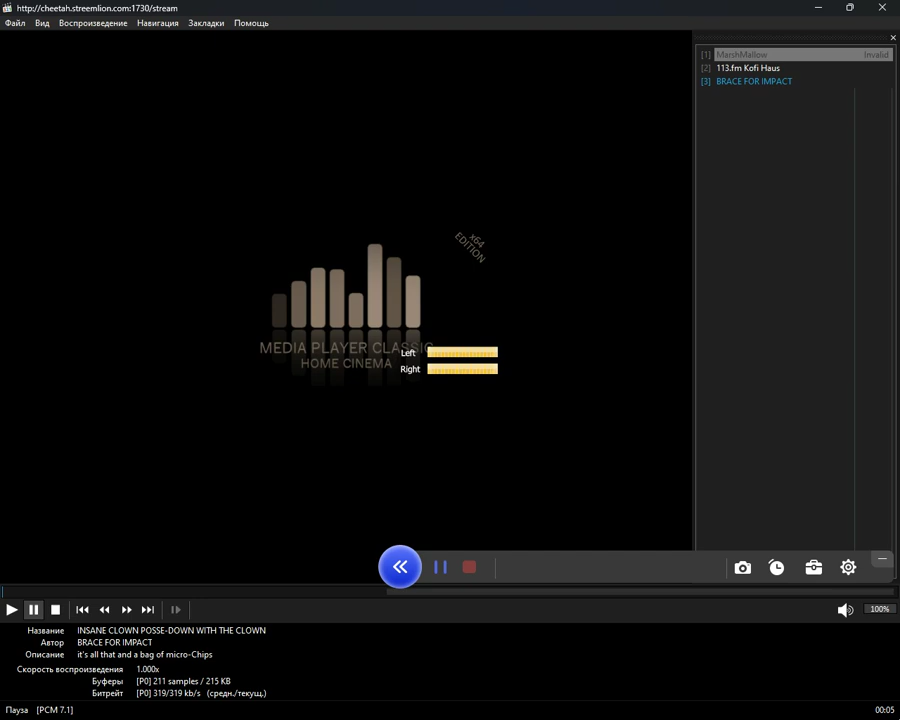 http://cheetah.streemlion.com:1730/stream
Файл Вид Воспроизведение Навигация Закладки Помощь
[1] MarshMallow Invalid
[2] 113.fm Kofi Haus
[3] BRACE FOR IMPACT
x64
EDITION
MEDIA PLAYER CLASSIC
HOME CINEMA
Left
Right
100%
Название INSANE CLOWN POSSE-DOWN WITH THE CLOWN
Автор BRACE FOR IMPACT
Описание it's all that and a bag of micro-Chips
Скорость воспроизведения 1.000x
Буферы [P0] 211 samples / 215 KB
Битрейт [P0] 319/319 kb/s (средн./текущ.)
Пауза [PCM 7.1] 00:05